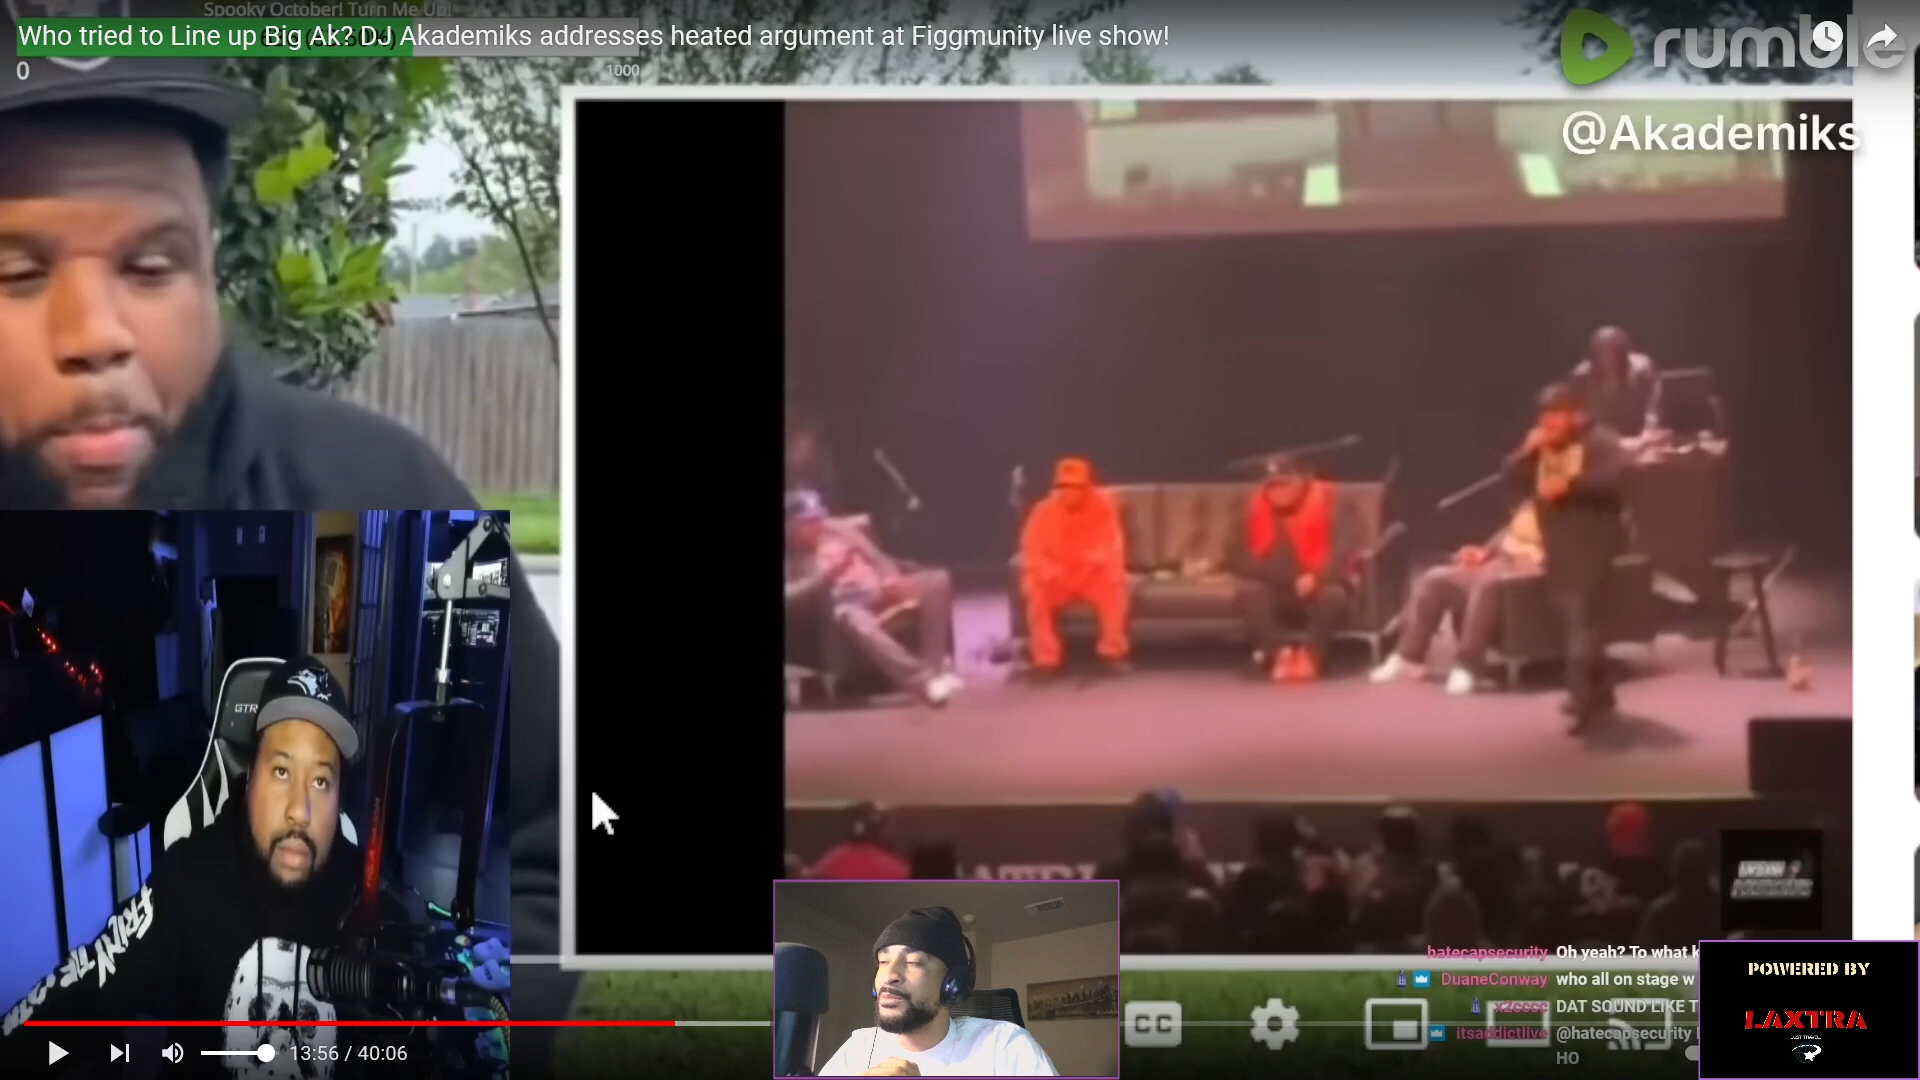 Spooky October! Turn Me Up!
Who tried to Line up Big Ak? DJ Akademiks addresses heated argument at Figgmunity live show!
0
1000
rumble
@Akademiks
GTR
hatecapsecurity Oh yeah? To what k
DuaneConway who all on stage w
xzcccc DAT SOUND LIKE T
itsaddictlive @hatecapsecurity
HO
POWERED BY
LAXTRA
CC
13:56 / 40:06